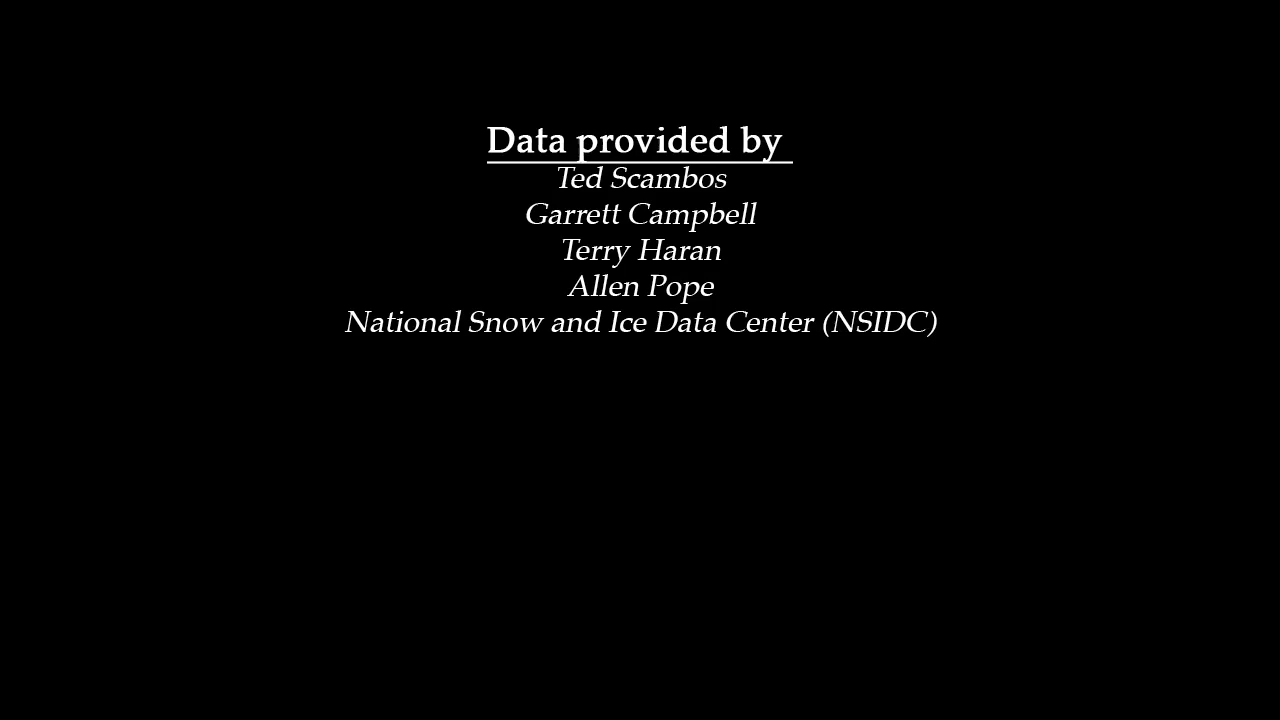 Data provided by
Ted Scambos
Garrett Campbell
Terry Haran
Allen Pope
National Snow and Ice Data Center (NSIDC)